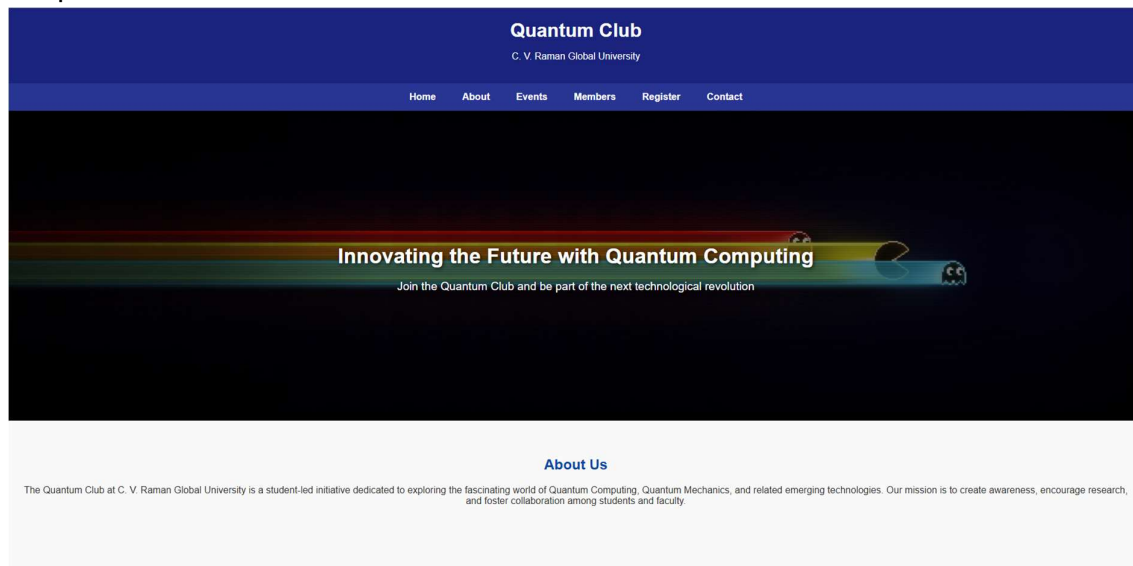 Quantum Club
C. V. Raman Global University
Home About Events Members Register Contact
Innovating the Future with Quantum Computing
Join the Quantum Club and be part of the next technological revolution
About Us
The Quantum Club at C. V. Raman Global University is a student-led initiative dedicated to exploring the fascinating world of Quantum Computing, Quantum Mechanics, and related emerging technologies. Our mission is to create awareness, encourage research,
and foster collaboration among students and faculty.